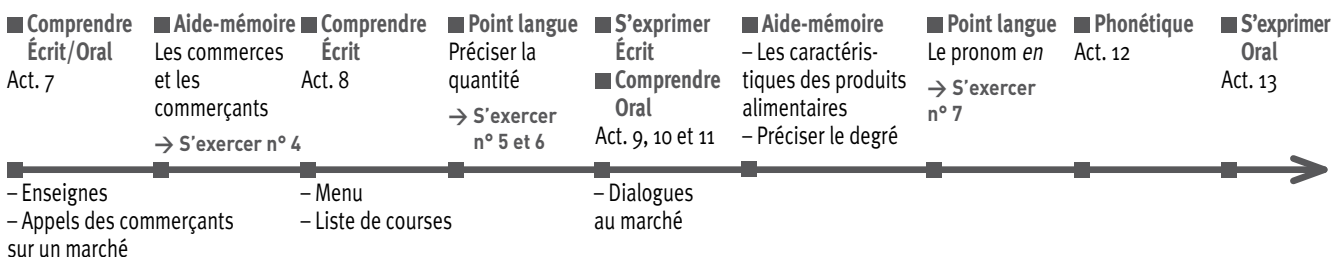 ■ Comprendre
Écrit/Oral
Act. 7
■ Aide-mémoire
Les commerces
et les
commerçants
→ S'exercer n° 4
■ Comprendre
Écrit
Act. 8
■ Point langue
Préciser la
quantité
→ S'exercer
n° 5 et 6
■ S'exprimer
Écrit
■ Comprendre
Oral
Act. 9, 10 et 11
■ Aide-mémoire
– Les caractéris-
tiques des produits
alimentaires
– Préciser le degré
■ Point langue
Le pronom en
→ S'exercer
n° 7
■ Phonétique
Act. 12
■ S'exprimer
Oral
Act. 13
– Enseignes
– Appels des commerçants
sur un marché
– Menu
– Liste de courses
– Dialogues
au marché